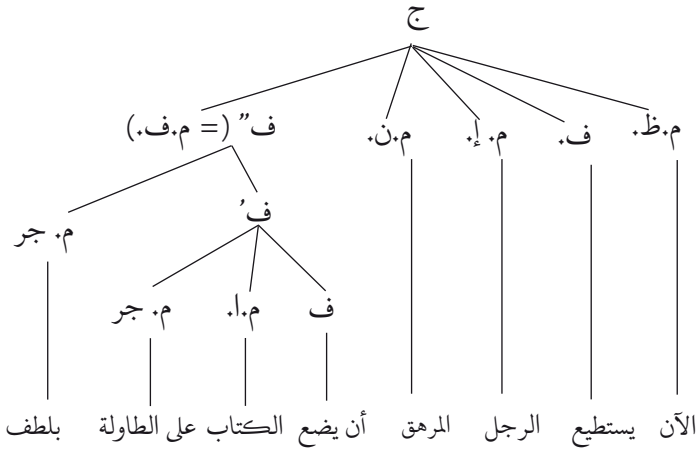 ج
م.ظ. ف. م. إ. م.ن. ف” (= م.ف.)
ف’ م. جر
ف م.ا. م. جر
الآن يستطيع الرجل المرهق أن يضع الكتاب على الطاولة بلطف